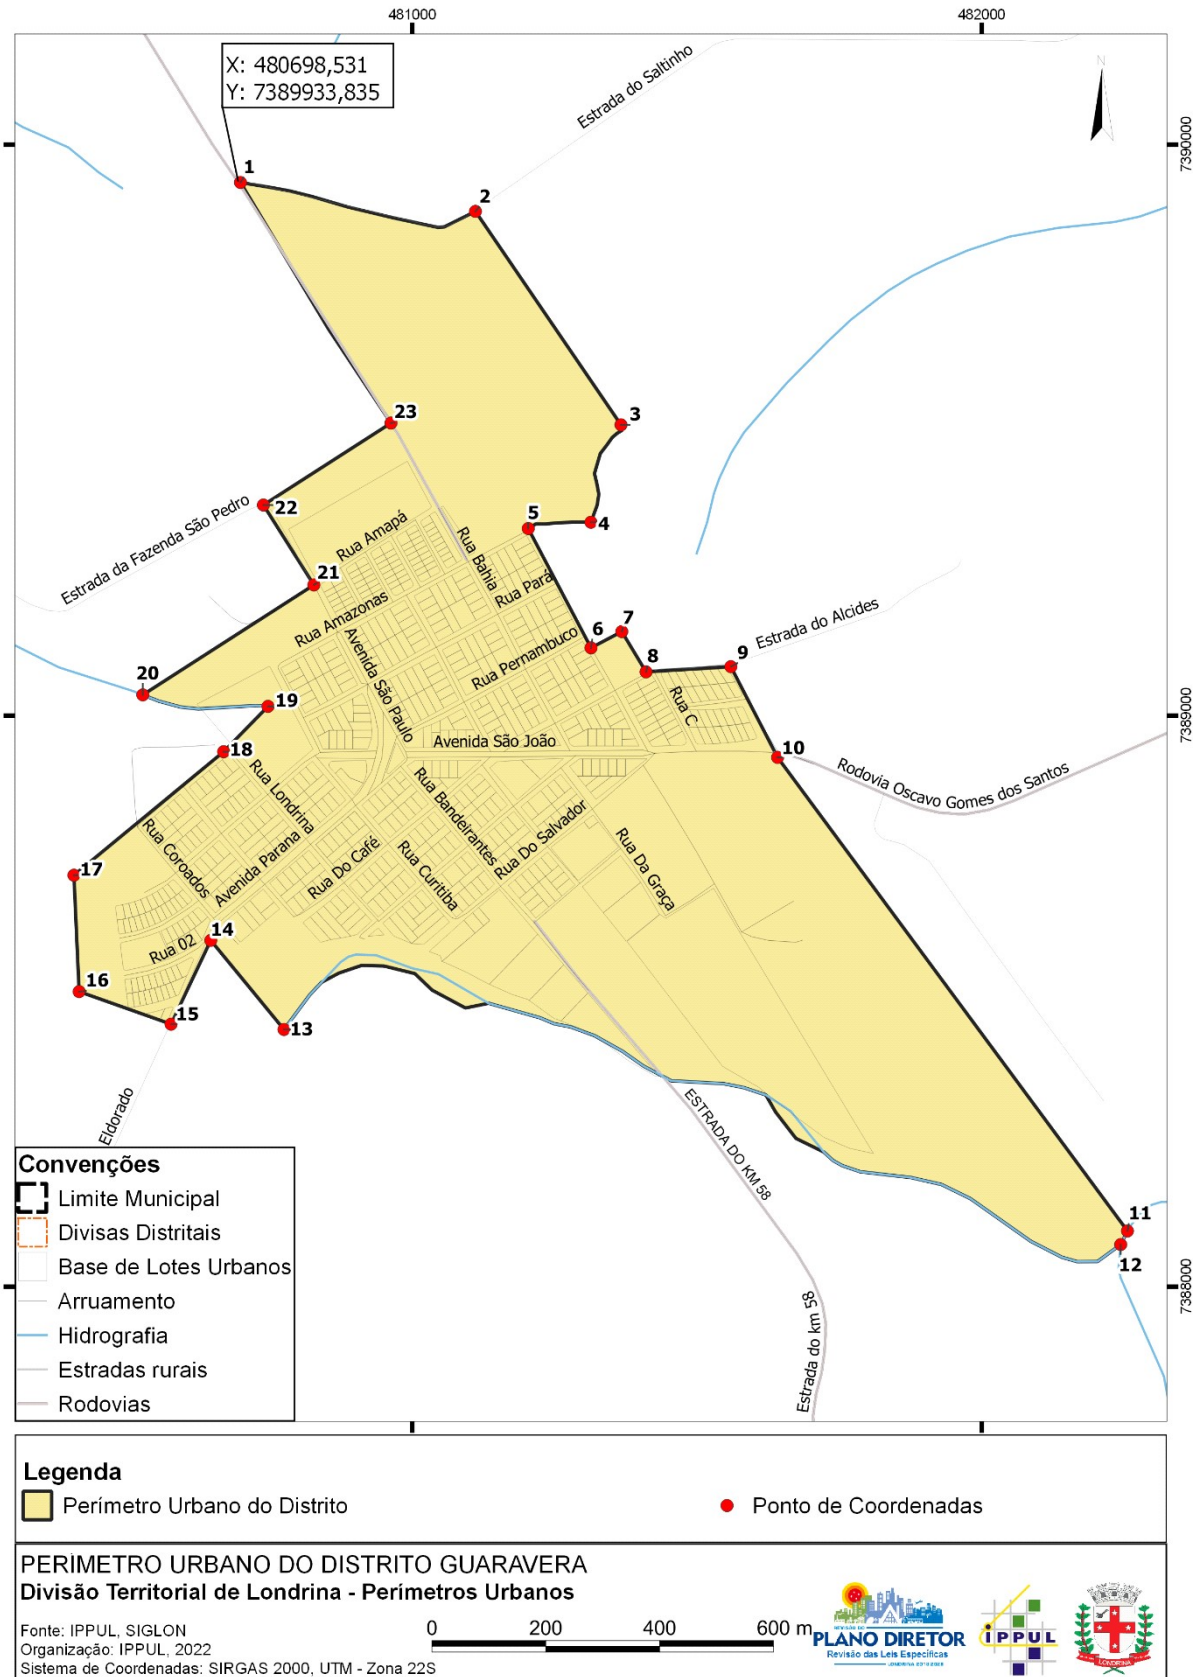 481000
482000
X: 480698,531
Y: 7389933,835
Estrada do Saltinho
N
7390000
1
2
3
23
22
4
5
Estrada da Fazenda São Pedro
Rua Amapá
Rua Bahia
21
Rua Pará
Rua Amazonas
6
7
Estrada do Alcides
Avenida São Paulo
Rua Pernambuco
8
9
20
19
Rua C
7389000
18
Avenida São João
10
Rua Londrina
Rodovia Oscavo Gomes dos Santos
Rua Bandeirantes
Rua Do Salvador
Rua Coroados
Avenida Parana
Rua Do Café
Rua Curitiba
Rua Da Graça
17
14
Rua 02
16
15
13
Eldorado
ESTRADA DO KM 58
11
12
7388000
Estrada do km 58
Convenções
Limite Municipal
Divisas Distritais
Base de Lotes Urbanos
Arruamento
Hidrografia
Estradas rurais
Rodovias
Legenda
Perímetro Urbano do Distrito
Ponto de Coordenadas
PERÍMETRO URBANO DO DISTRITO GUARAVERA
Divisão Territorial de Londrina - Perímetros Urbanos
Fonte: IPPUL, SIGLON
Organização: IPPUL, 2022
Sistema de Coordenadas: SIRGAS 2000, UTM - Zona 22S
0 200 400 600 m
REVISÃO DO
PLANO DIRETOR
Revisão das Leis Específicas
IPPUL
LONDRINA